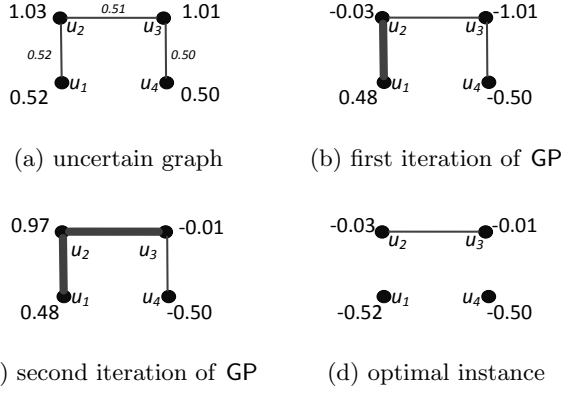 1.03 0.51 1.01
u2 u3
0.52 0.50
u1 u4
0.52 0.50
(a) uncertain graph
-0.03 -1.01
u2 u3
u1 u4
0.48 -0.50
(b) first iteration of GP
0.97 -0.01
u2 u3
u1 u4
0.48 -0.50
) second iteration of GP
-0.03 -0.01
u2 u3
u1 u4
-0.52 -0.50
(d) optimal instance